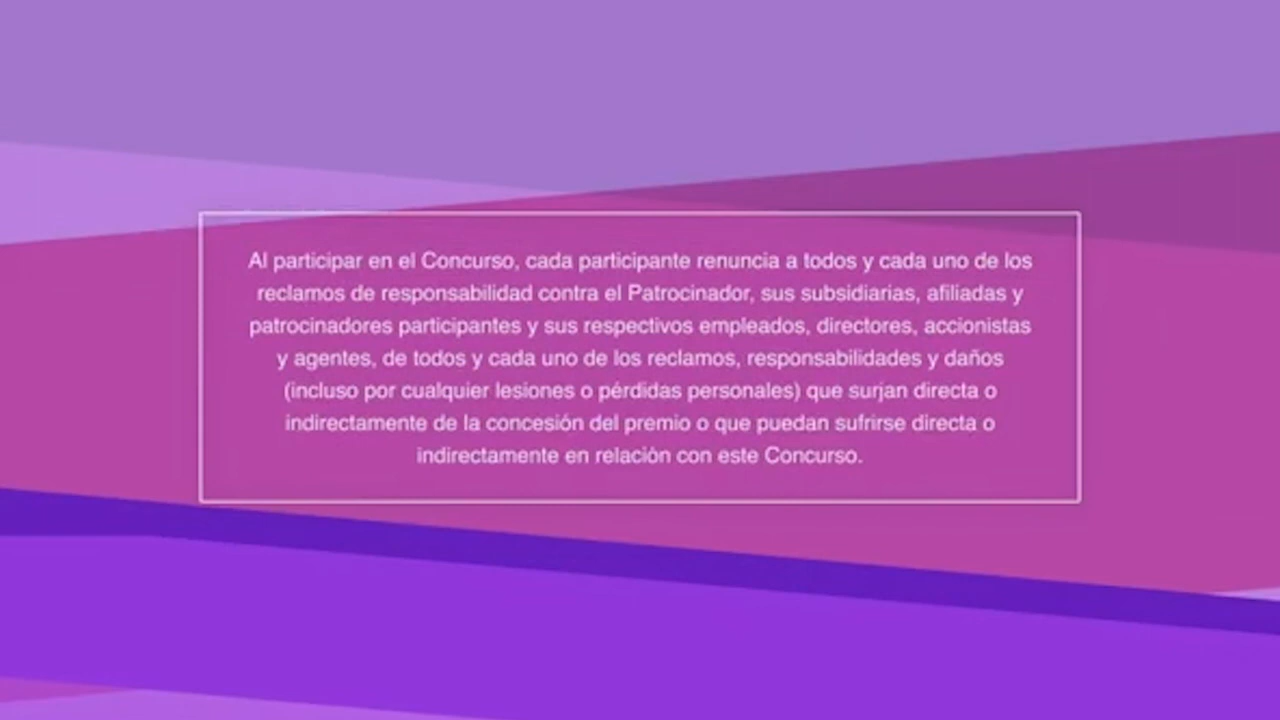 Al participar en el Concurso, cada participante renuncia a todos y cada uno de los
reclamos de responsabilidad contra el Patrocinador, sus subsidiarias, afiliadas y
patrocinadores participantes y sus respectivos empleados, directores, accionistas
y agentes, de todos y cada uno de los reclamos, responsabilidades y daños
(incluso por cualquier lesiones o pérdidas personales) que surjan directa o
indirectamente de la concesión del premio o que puedan sufrirse directa o
indirectamente en relación con este Concurso.